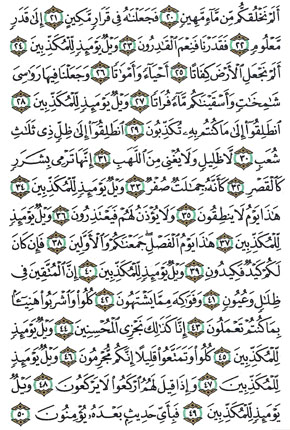 أَلَمْ نَخْلُقكُّم مِّن مَّآءٍ مَّهِينٍ ٢٠ فَجَعَلْنَٰهُ فِى قَرَارٍ مَّكِينٍ ٢١ إِلَىٰ قَدَرٍ
مَّعْلُومٍ ٢٢ فَقَدَرْنَا فَنِعْمَ ٱلْقَٰدِرُونَ ٢٣ وَيْلٌ يَوْمَئِذٍ لِّلْمُكَذِّبِينَ ٢٤
أَلَمْ نَجْعَلِ ٱلْأَرْضَ كِفَاتًا ٢٥ أَحْيَآءً وَأَمْوَٰتًا ٢٦ وَجَعَلْنَا فِيهَا رَوَٰسِىَ
شَٰمِخَٰتٍ وَأَسْقَيْنَٰكُم مَّآءً فُرَاتًا ٢٧ وَيْلٌ يَوْمَئِذٍ لِّلْمُكَذِّبِينَ ٢٨
ٱنطَلِقُوٓا۟ إِلَىٰ مَا كُنتُم بِهِۦ تُكَذِّبُونَ ٢٩ ٱنطَلِقُوٓا۟ إِلَىٰ ظِلٍّ ذِى ثَلَٰثِ
شُعَبٍ ٣٠ لَّا ظَلِيلٍ وَلَا يُغْنِى مِنَ ٱللَّهَبِ ٣١ إِنَّهَا تَرْمِى بِشَرَرٍ
كَٱلْقَصْرِ ٣٢ كَأَنَّهُۥ جِمَٰلَتٌ صُفْرٌ ٣٣ وَيْلٌ يَوْمَئِذٍ لِّلْمُكَذِّبِينَ ٣٤
هَٰذَا يَوْمُ لَا يَنطِقُونَ ٣٥ وَلَا يُؤْذَنُ لَهُمْ فَيَعْتَذِرُونَ ٣٦ وَيْلٌ يَوْمَئِذٍ
لِّلْمُكَذِّبِينَ ٣٧ هَٰذَا يَوْمُ ٱلْفَصْلِ جَمَعْنَٰكُمْ وَٱلْأَوَّلِينَ ٣٨ فَإِن كَانَ
لَكُمْ كَيْدٌ فَكِيدُونِ ٣٩ وَيْلٌ يَوْمَئِذٍ لِّلْمُكَذِّبِينَ ٤٠ إِنَّ ٱلْمُتَّقِينَ فِى
ظِلَٰلٍ وَعُيُونٍ ٤١ وَفَوَٰكِهَ مِمَّا يَشْتَهُونَ ٤٢ كُلُوا۟ وَٱشْرَبُوا۟ هَنِيٓـًٔا
بِمَا كُنتُمْ تَعْمَلُونَ ٤٣ إِنَّا كَذَٰلِكَ نَجْزِى ٱلْمُحْسِنِينَ ٤٤ وَيْلٌ يَوْمَئِذٍ
لِّلْمُكَذِّبِينَ ٤٥ كُلُوا۟ وَتَمَتَّعُوا۟ قَلِيلًا إِنَّكُم مُّجْرِمُونَ ٤٦ وَيْلٌ يَوْمَئِذٍ
لِّلْمُكَذِّبِينَ ٤٧ وَإِذَا قِيلَ لَهُمُ ٱرْكَعُوا۟ لَا يَرْكَعُونَ ٤٨ وَيْلٌ
يَوْمَئِذٍ لِّلْمُكَذِّبِينَ ٤٩ فَبِأَىِّ حَدِيثٍۭ بَعْدَهُۥ يُؤْمِنُونَ ٥٠